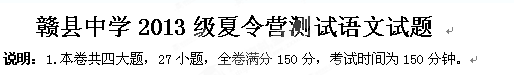 赣县中学 2013 级夏令营测试语文试题
说明：1.本卷共四大题，27 小题，全卷满分 150 分，考试时间为 150 分钟。